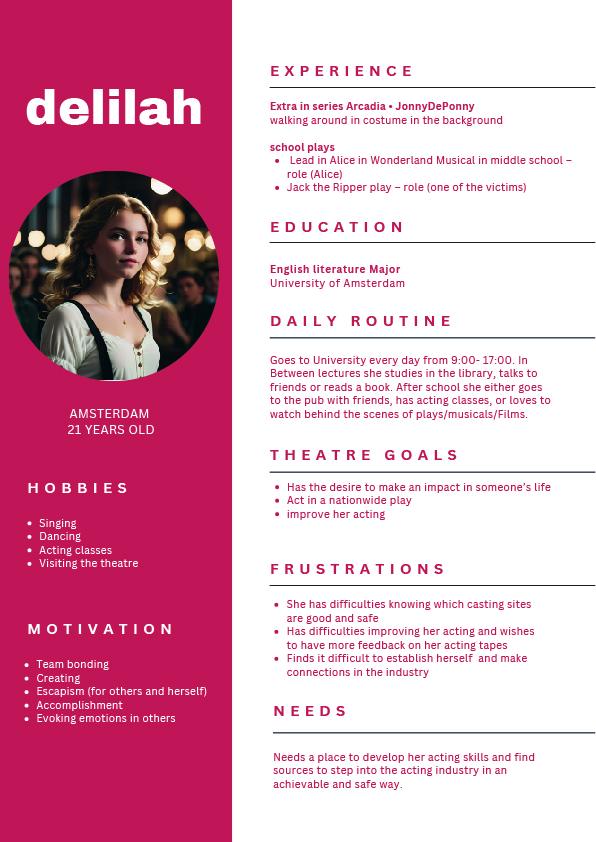 delilah
AMSTERDAM
21 YEARS OLD
HOBBIES
• Singing
• Dancing
• Acting classes
• Visiting the theatre
MOTIVATION
• Team bonding
• Creating
• Escapism (for others and herself)
• Accomplishment
• Evoking emotions in others
EXPERIENCE
Extra in series Arcadia • JonnyDePonny
walking around in costume in the background
school plays
• Lead in Alice in Wonderland Musical in middle school –
role (Alice)
• Jack the Ripper play – role (one of the victims)
EDUCATION
English literature Major
University of Amsterdam
DAILY ROUTINE
Goes to University every day from 9:00- 17:00. In
Between lectures she studies in the library, talks to
friends or reads a book. After school she either goes
to the pub with friends, has acting classes, or loves to
watch behind the scenes of plays/musicals/Films.
THEATRE GOALS
• Has the desire to make an impact in someone's life
• Act in a nationwide play
• improve her acting
FRUSTRATIONS
• She has difficulties knowing which casting sites
are good and safe
• Has difficulties improving her acting and wishes
to have more feedback on her acting tapes
• Finds it difficult to establish herself and make
connections in the industry
NEEDS
Needs a place to develop her acting skills and find
sources to step into the acting industry in an
achievable and safe way.